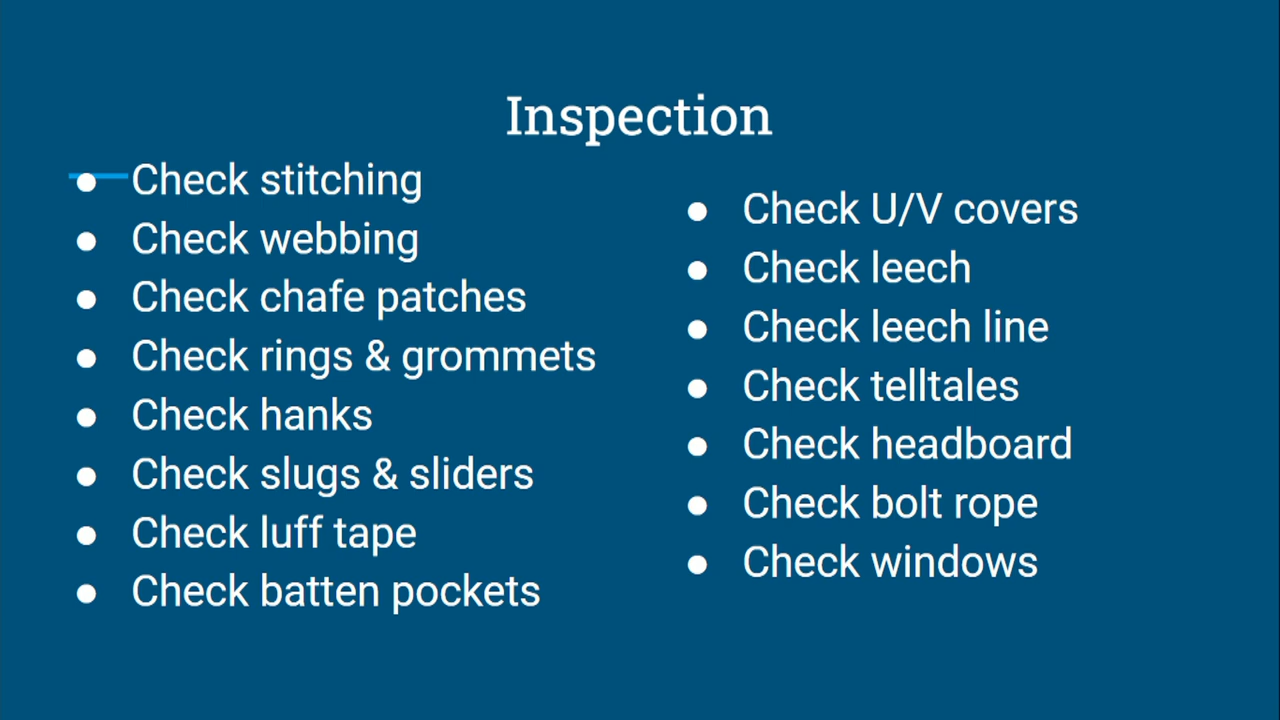 Inspection
● Check stitching
● Check webbing
● Check chafe patches
● Check rings & grommets
● Check hanks
● Check slugs & sliders
● Check luff tape
● Check batten pockets
● Check U/V covers
● Check leech
● Check leech line
● Check telltales
● Check headboard
● Check bolt rope
● Check windows